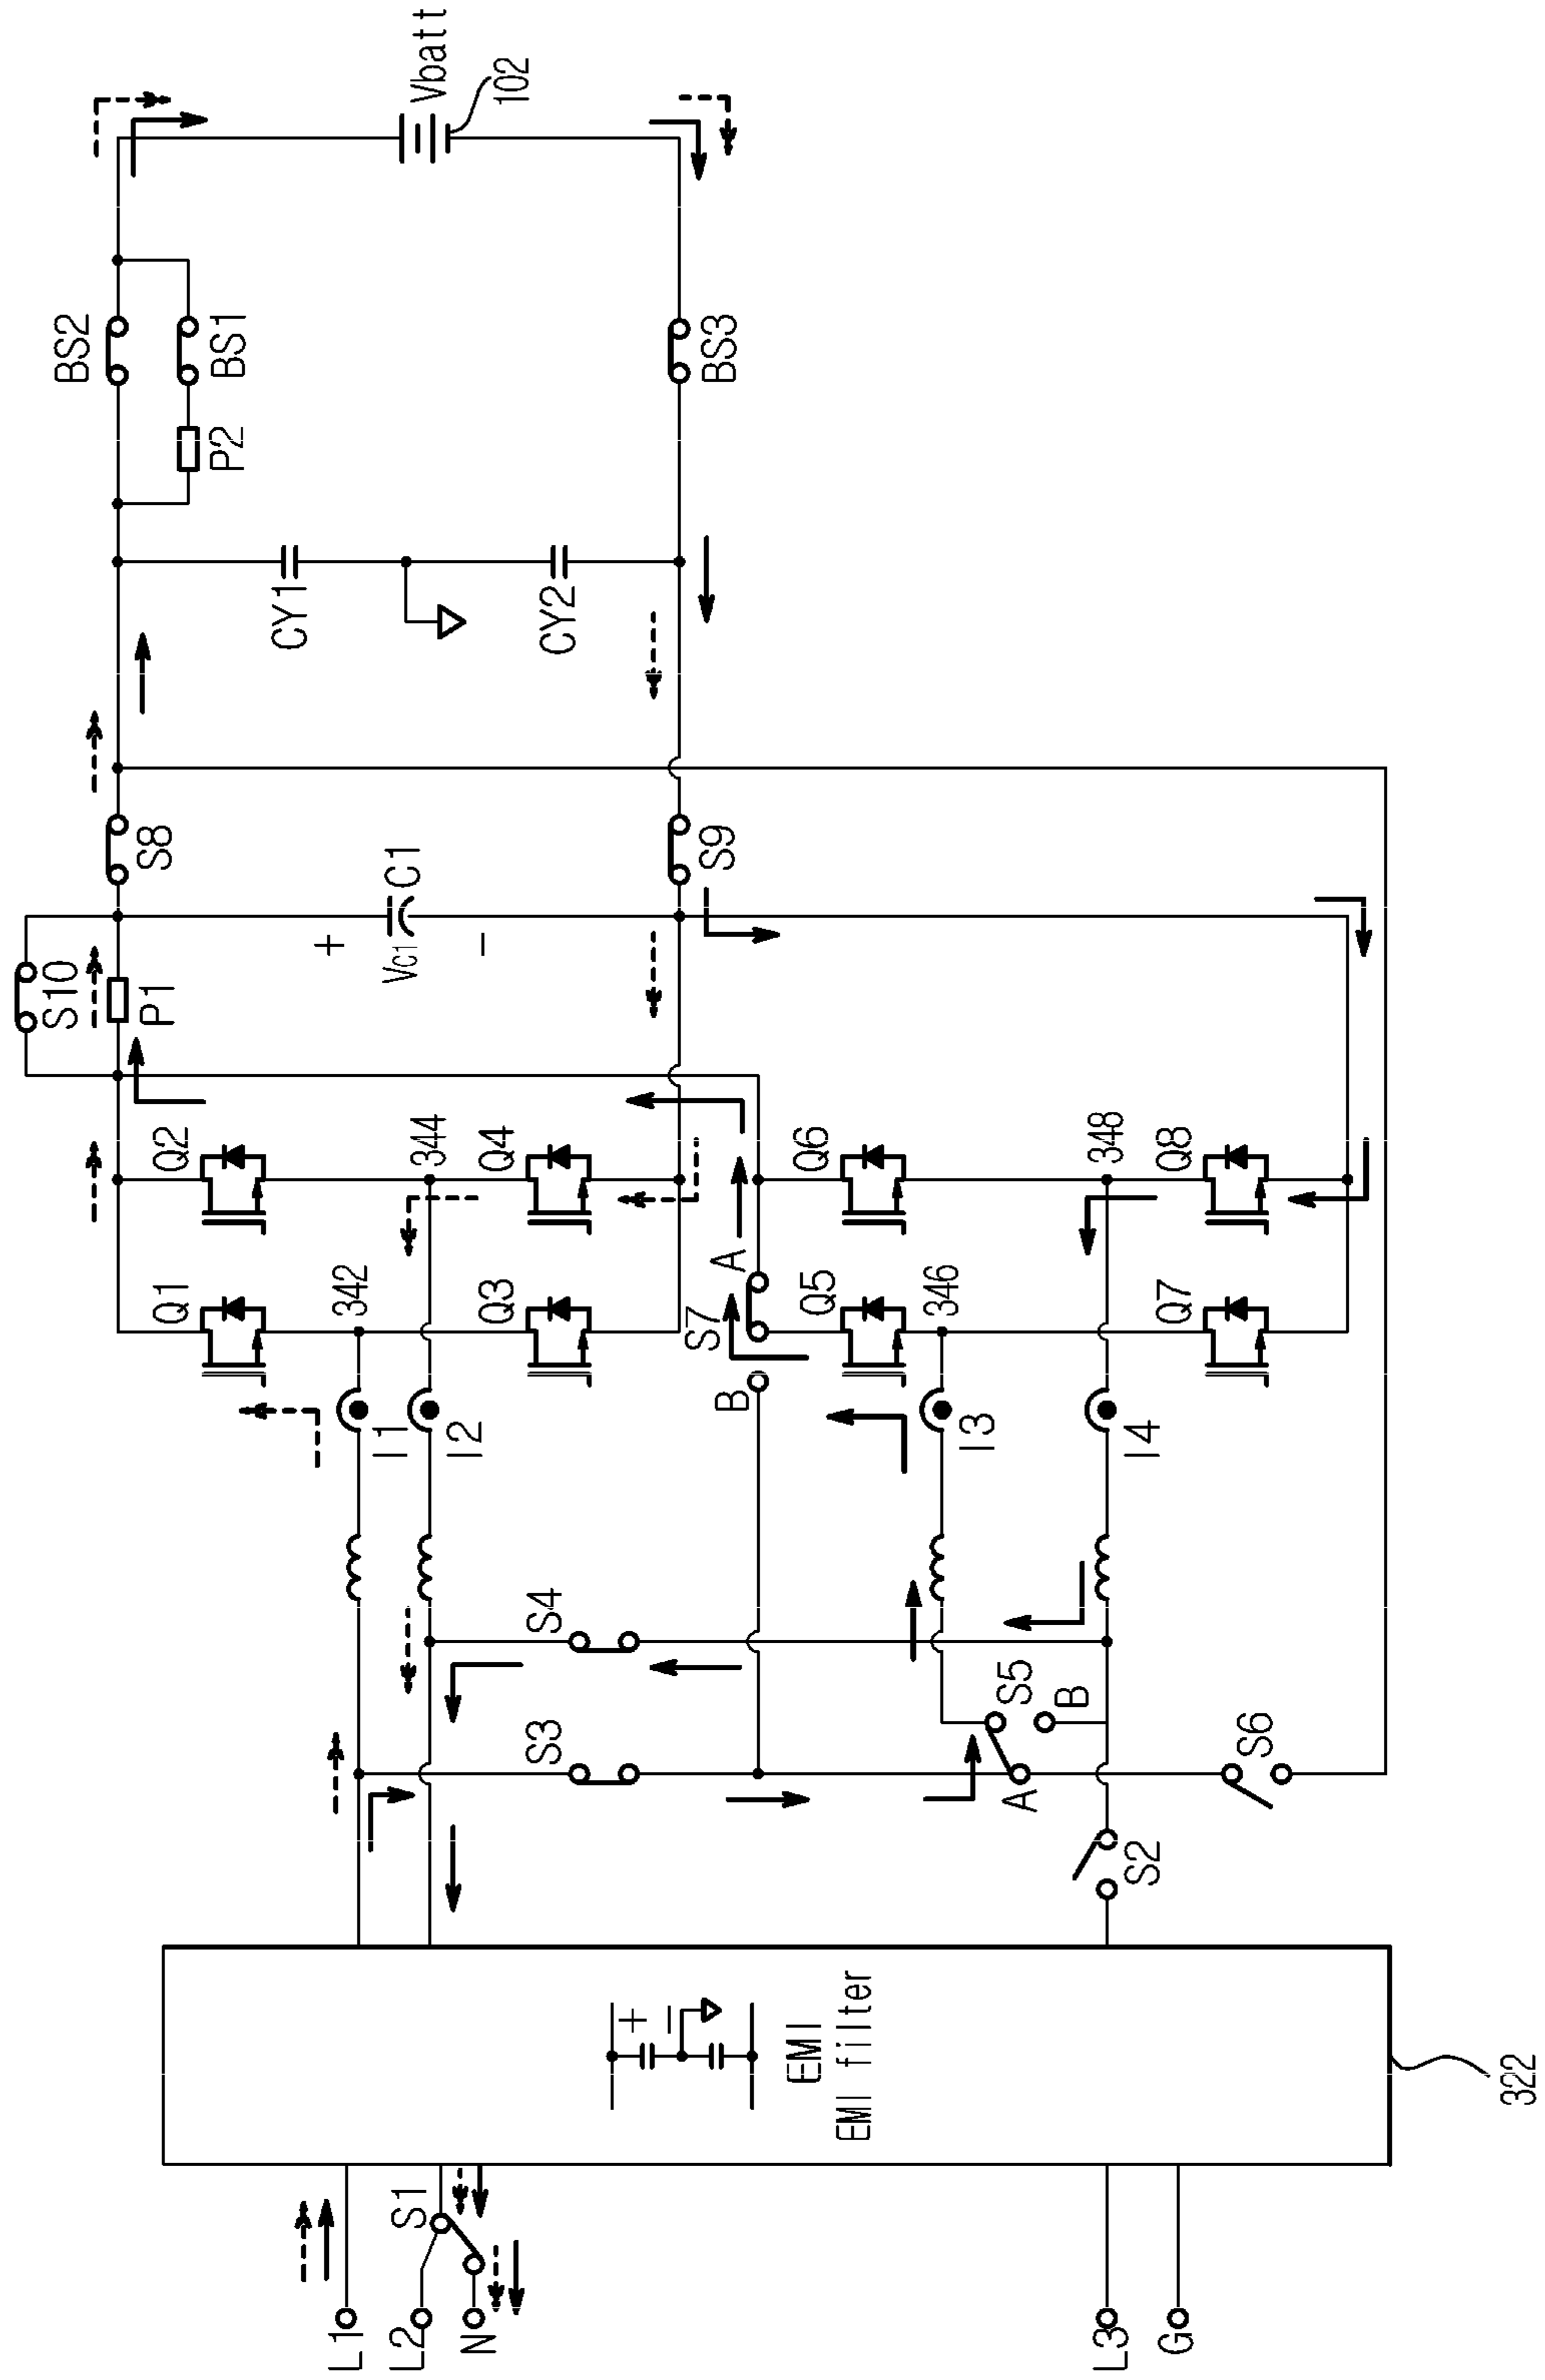 BS2
BS1
P2
BS3
Vbatt
102
CY1
CY2
S8
S9
S10
P1
+
VC1
C1
−
Q2
344
Q4
Q1
342
Q3
A
S7
B
Q6
348
Q8
Q5
346
Q7
I1
I2
I3
I4
S4
S3
S5
B
A
S6
S2
+
−
EMI
EMI filter
322
S1
L1
L2
N
L3
G